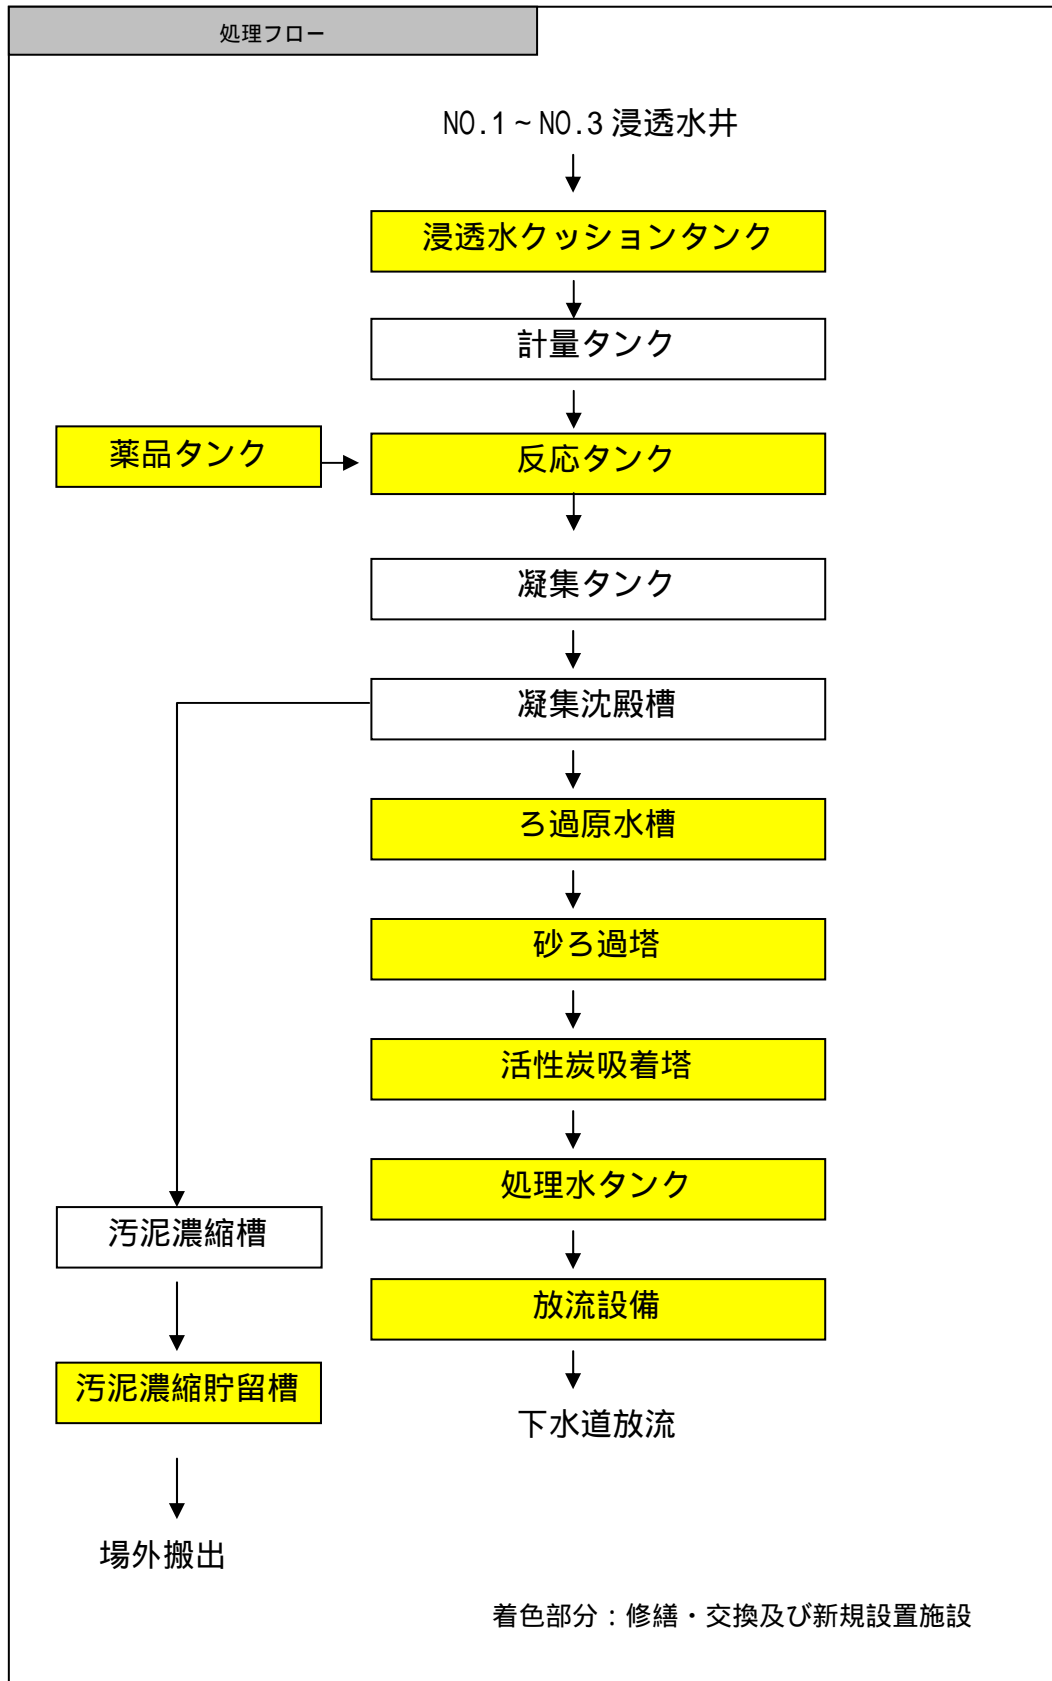 処理フロー
NO.1~NO.3浸透水井
浸透水クッションタンク
計量タンク
薬品タンク
反応タンク
凝集タンク
凝集沈殿槽
ろ過原水槽
砂ろ過塔
活性炭吸着塔
処理水タンク
汚泥濃縮槽
放流設備
汚泥濃縮貯留槽
下水道放流
場外搬出
着色部分:修繕・交換及び新規設置施設